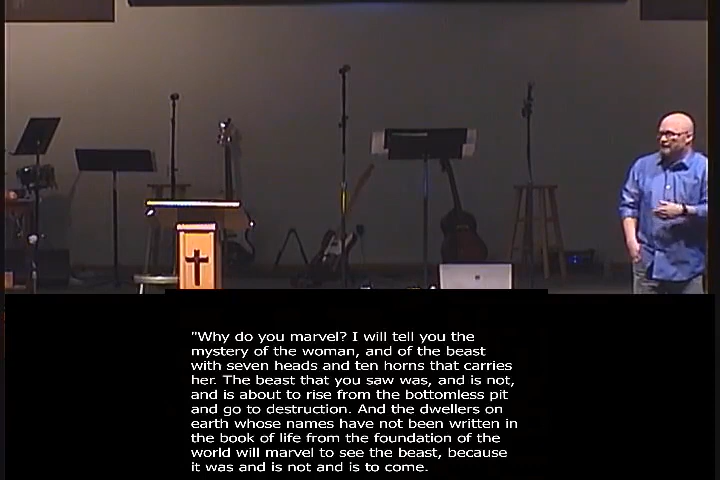 "Why do you marvel? I will tell you the
mystery of the woman, and of the beast
with seven heads and ten horns that carries
her. The beast that you saw was, and is not,
and is about to rise from the bottomless pit
and go to destruction. And the dwellers on
earth whose names have not been written in
the book of life from the foundation of the
world will marvel to see the beast, because
it was and is not and is to come.